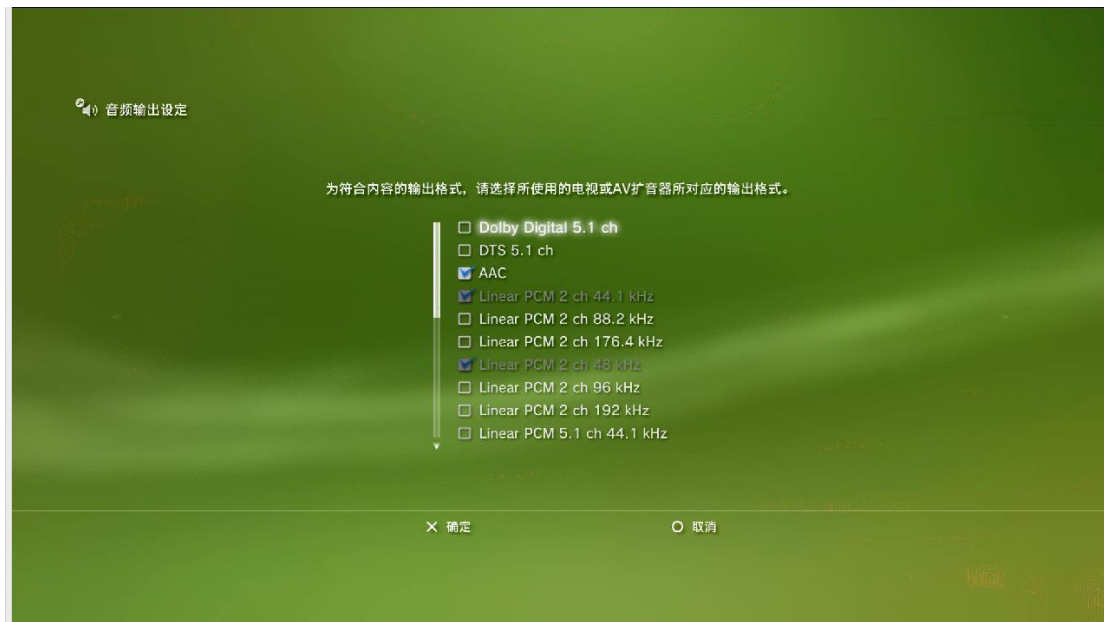 音频输出设定
为符合内容的输出格式，请选择所使用的电视或AV扩音器所对应的输出格式。
Dolby Digital 5.1 ch
DTS 5.1 ch
AAC
Linear PCM 2 ch 44.1 kHz
Linear PCM 2 ch 88.2 kHz
Linear PCM 2 ch 176.4 kHz
Linear PCM 2 ch 48 kHz
Linear PCM 2 ch 96 kHz
Linear PCM 2 ch 192 kHz
Linear PCM 5.1 ch 44.1 kHz
确定 取消